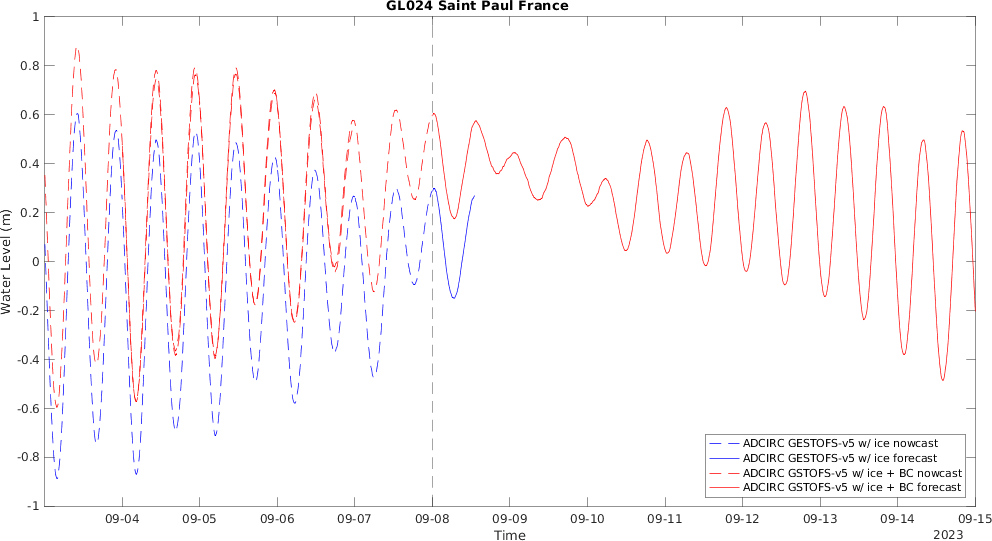 GL024 Saint Paul France
1
0.8
0.6
0.4
0.2
0
-0.2
-0.4
-0.6
-0.8
-1
Water Level (m)
ADCIRC GESTOFS-v5 w/ ice nowcast
ADCIRC GESTOFS-v5 w/ ice forecast
ADCIRC GSTOFS-v5 w/ ice + BC nowcast
ADCIRC GSTOFS-v5 w/ ice + BC forecast
09-04 09-05 09-06 09-07 09-08 09-09 09-10 09-11 09-12 09-13 09-14 09-15
Time
2023